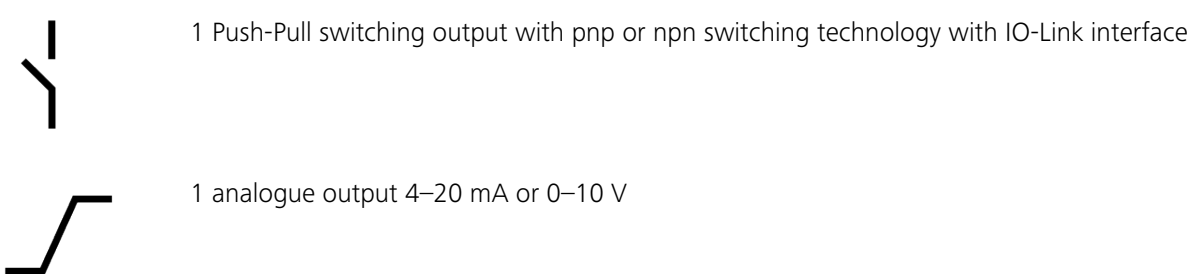 1 Push-Pull switching output with pnp or npn switching technology with IO-Link interface
1 analogue output 4–20 mA or 0–10 V